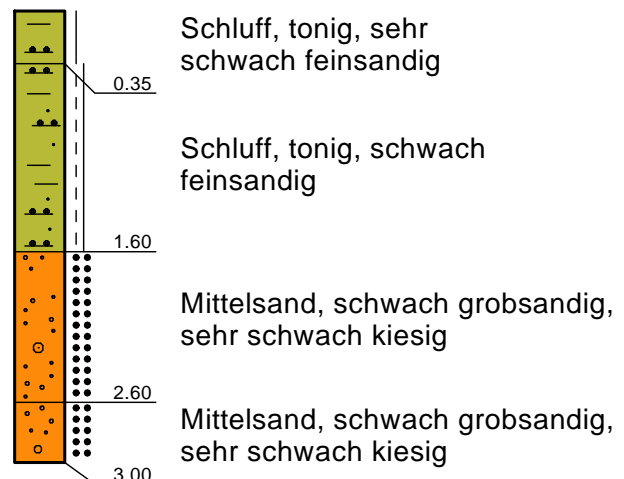 Schluff, tonig, sehr
schwach feinsandig
0.35
Schluff, tonig, schwach
feinsandig
1.60
Mittelsand, schwach grobsandig,
sehr schwach kiesig
2.60
Mittelsand, schwach grobsandig,
sehr schwach kiesig
3.00